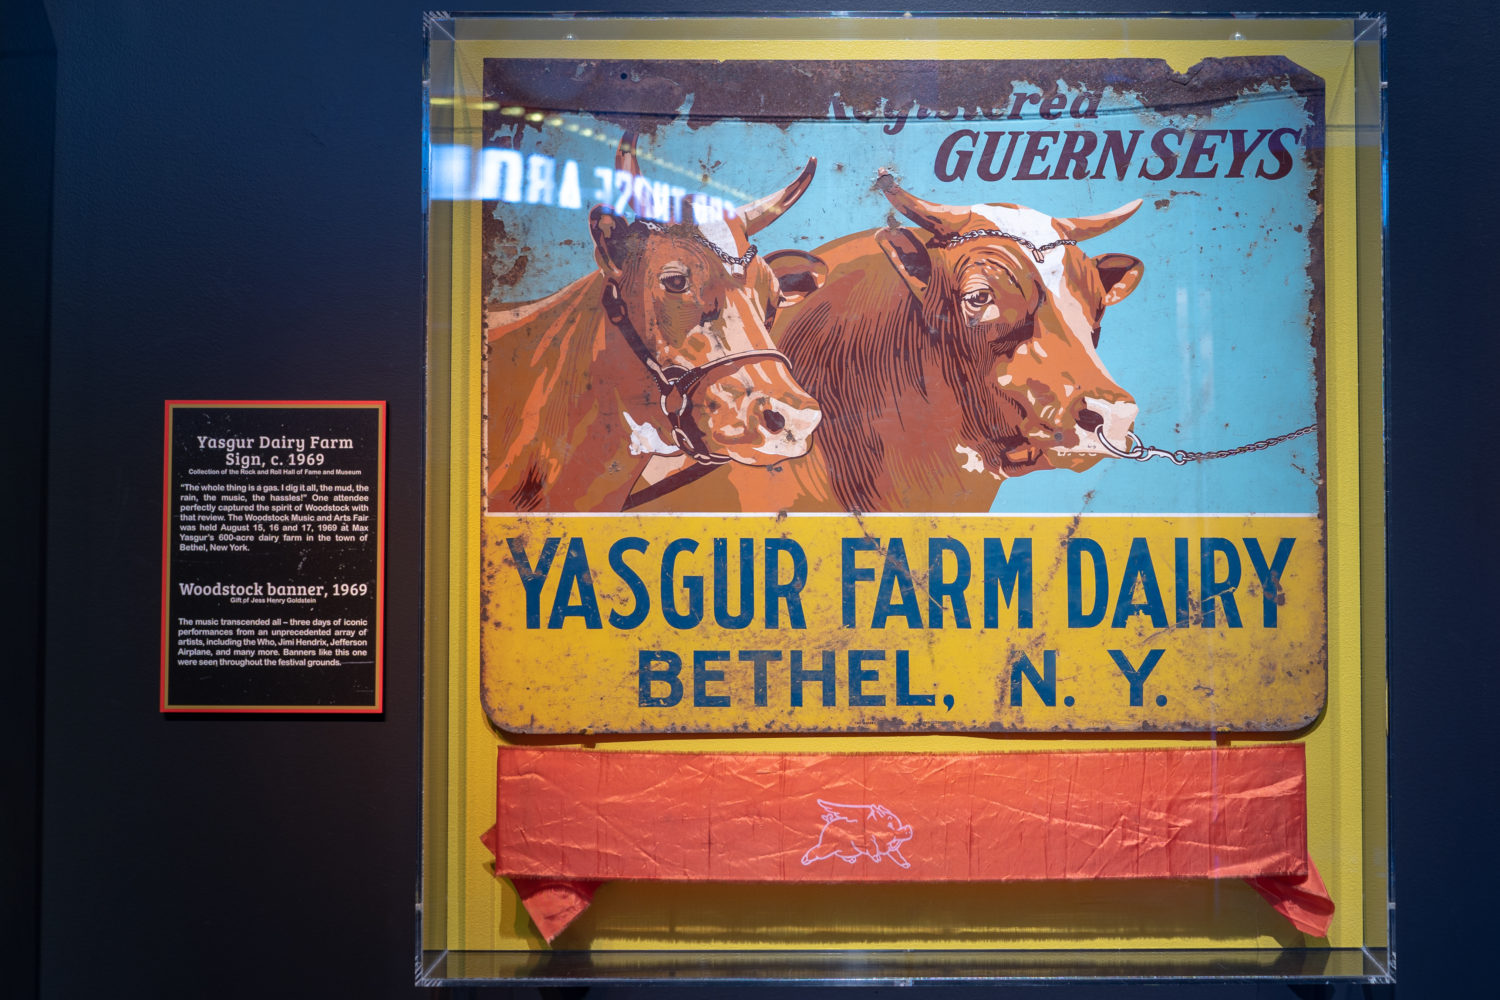 Yasgur Dairy Farm
Sign, c. 1969
Collection of the Rock and Roll Hall of Fame and Museum
"The whole thing is a gas. I dig it all, the mud, the
rain, the music, the hassles!" One attendee
perfectly captured the spirit of Woodstock with
that review. The Woodstock Music and Arts Fair
was held August 15, 16 and 17, 1969 at Max
Yasgur's 600-acre dairy farm in the town of
Bethel, New York.
Woodstock banner, 1969
Gift of Jess Henry Goldstein
The music transcended all – three days of iconic
performances from an unprecedented array of
artists, including the Who, Jimi Hendrix, Jefferson
Airplane, and many more. Banners like this one
were seen throughout the festival grounds.
Registered
GUERNSEYS
YASGUR FARM DAIRY
BETHEL, N. Y.